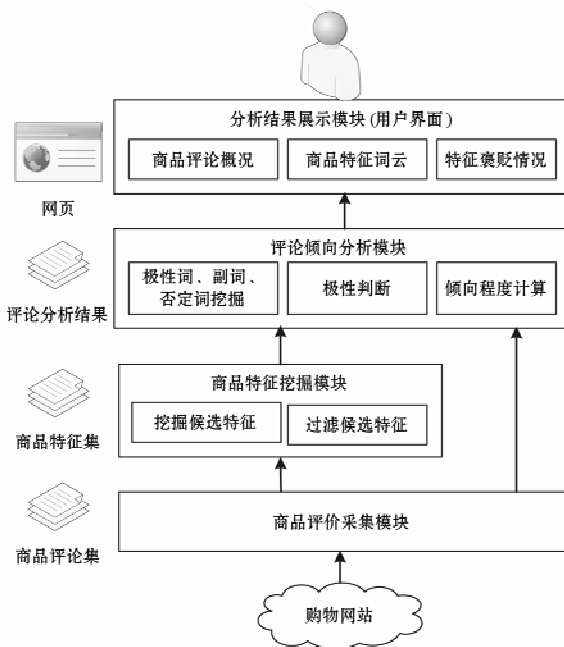 分析结果展示模块(用户界面)
商品评论概况
商品特征词云
特征褒贬情况
网页
评论倾向分析模块
极性词、副词、
否定词挖掘
极性判断
倾向程度计算
评论分析结果
商品特征挖掘模块
挖掘候选特征
过滤候选特征
商品特征集
商品评价采集模块
商品评论集
购物网站